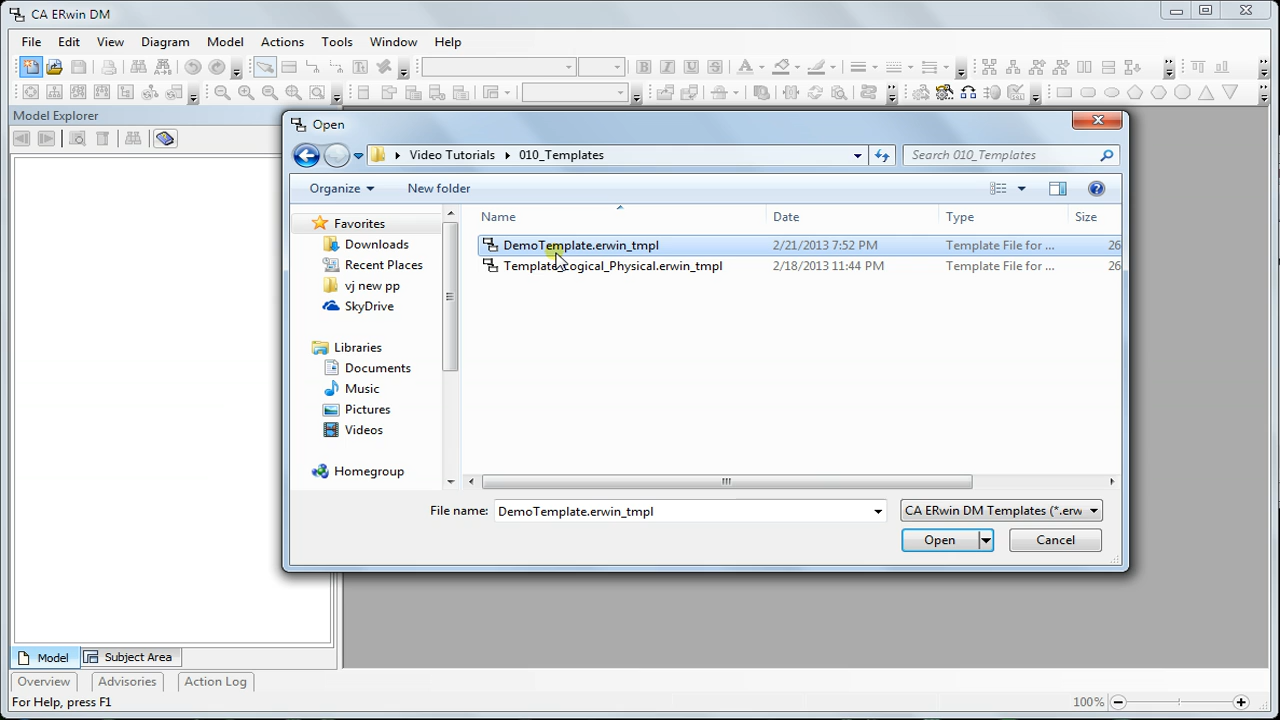 CA ERwin DM
File Edit View Diagram Model Actions Tools Window Help
Model Explorer
Open
Video Tutorials 010_Templates Search 010_Templates
Organize New folder
Name Date Type Size
Favorites
Downloads
Recent Places
vj new pp
SkyDrive
Libraries
Documents
Music
Pictures
Videos
Homegroup
DemoTemplate.erwin_tmpl 2/21/2013 7:52 PM Template File for ... 26
Template_Logical_Physical.erwin_tmpl 2/18/2013 11:44 PM Template File for ... 26
File name: DemoTemplate.erwin_tmpl CA ERwin DM Templates (*.erw
Open Cancel
Model Subject Area
Overview Advisories Action Log
For Help, press F1 100%